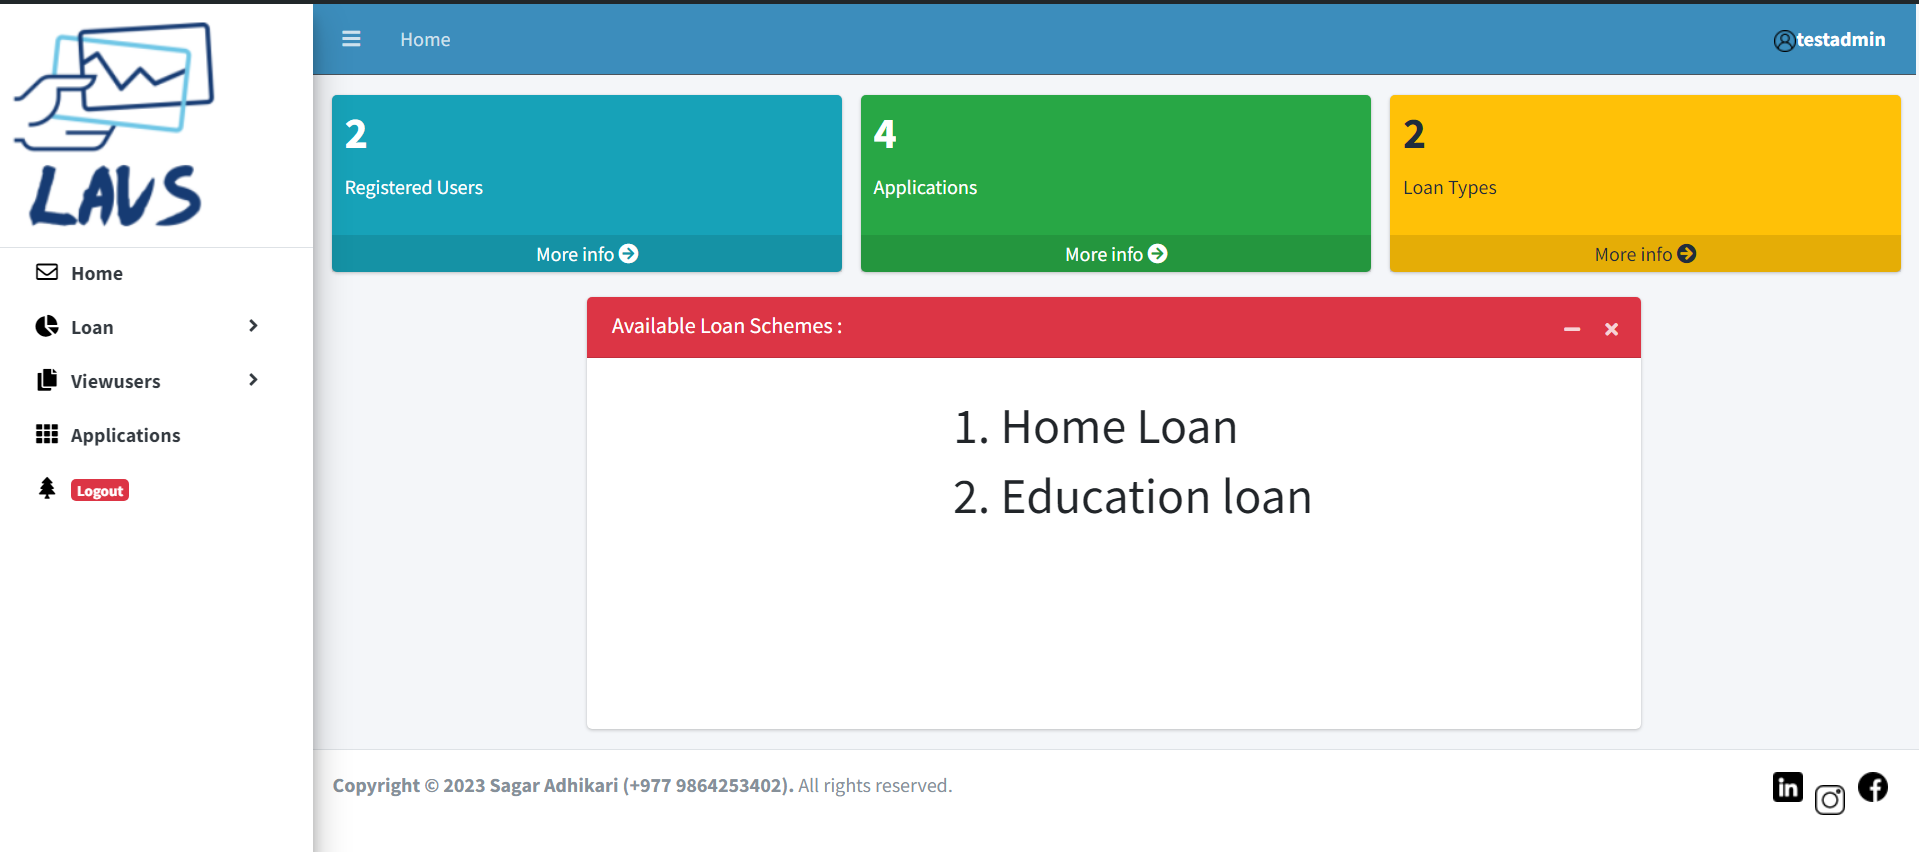 LAVS
Home
Loan
Viewusers
Applications
Logout
Home
testadmin
2
Registered Users
More info
4
Applications
More info
2
Loan Types
More info
Available Loan Schemes :
1. Home Loan
2. Education loan
Copyright © 2023 Sagar Adhikari (+977 9864253402). All rights reserved.
in